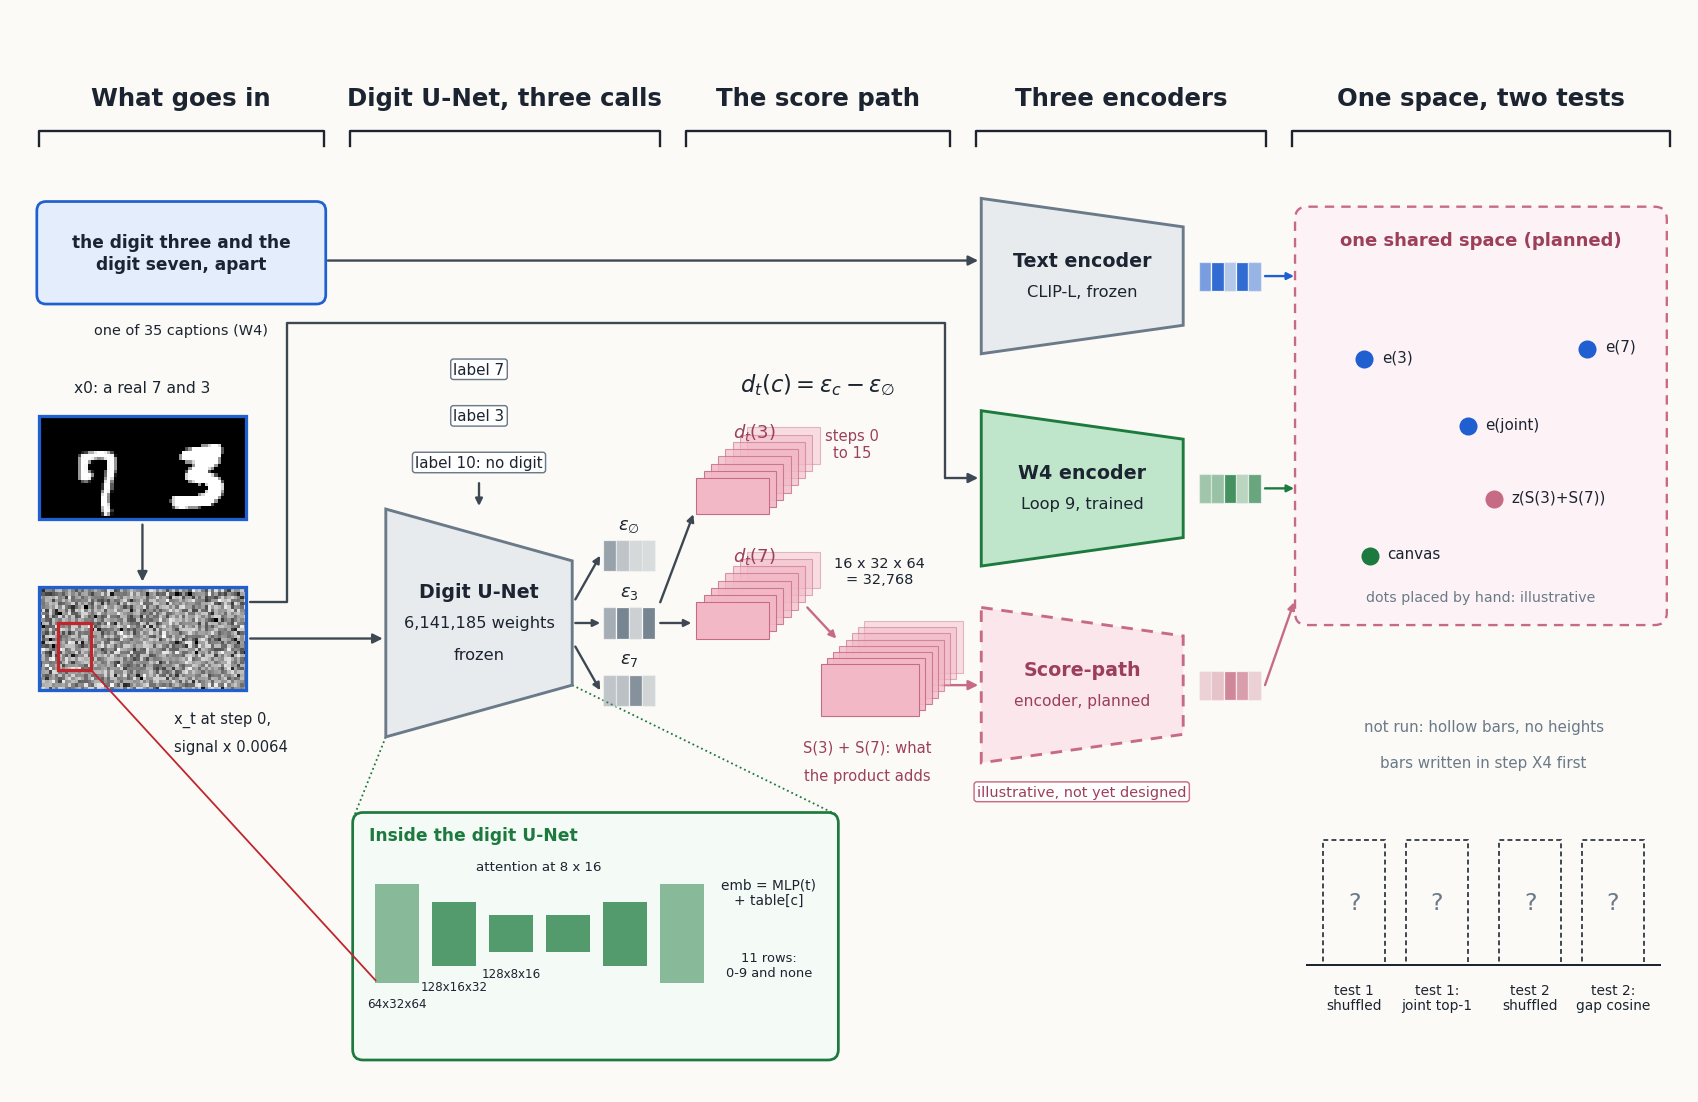 What goes in
Digit U-Net, three calls
The score path
Three encoders
One space, two tests
the digit three and the
digit seven, apart
one of 35 captions (W4)
x0: a real 7 and 3
x_t at step 0,
signal x 0.0064
label 7
label 3
label 10: no digit
Digit U-Net
6,141,185 weights
frozen
ε∅
ε3
ε7
dt(c) = εc − ε∅
dt(3)
steps 0
to 15
dt(7)
16 x 32 x 64
= 32,768
S(3) + S(7): what
the product adds
Text encoder
CLIP-L, frozen
W4 encoder
Loop 9, trained
Score-path
encoder, planned
illustrative, not yet designed
one shared space (planned)
e(3)
e(7)
e(joint)
z(S(3)+S(7))
canvas
dots placed by hand: illustrative
not run: hollow bars, no heights
bars written in step X4 first
?
?
?
?
test 1
shuffled
test 1:
joint top-1
test 2
shuffled
test 2:
gap cosine
Inside the digit U-Net
attention at 8 x 16
emb = MLP(t)
+ table[c]
11 rows:
0-9 and none
128x8x16
128x16x32
64x32x64